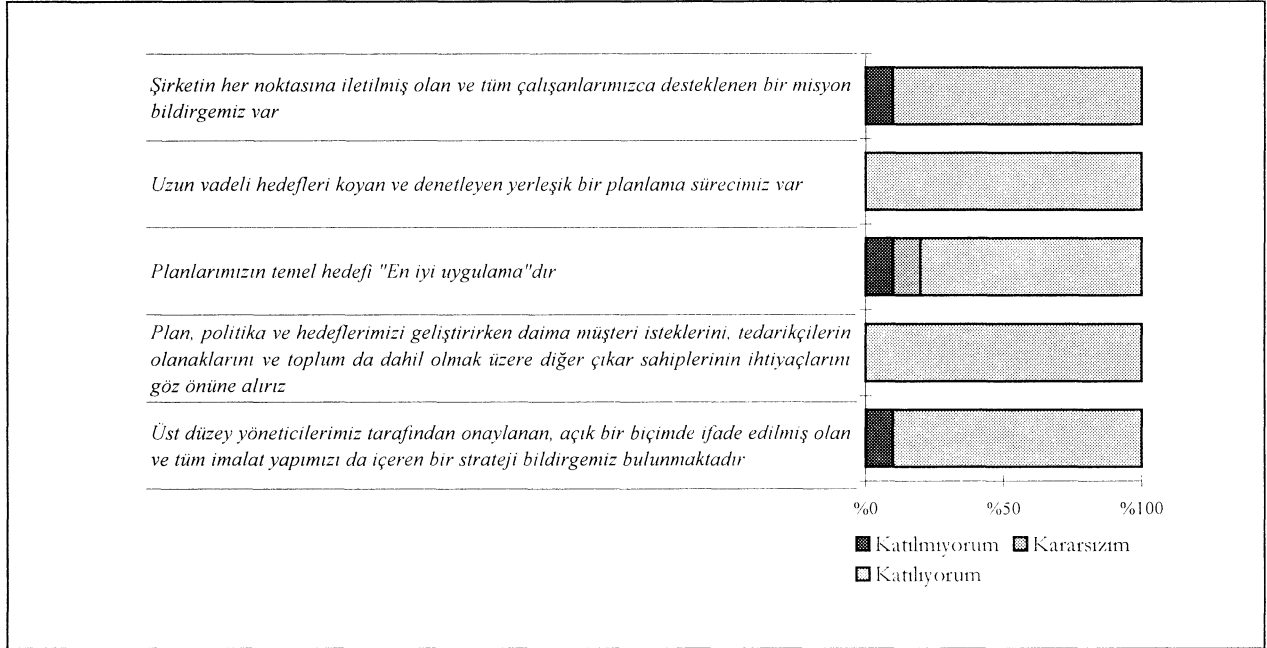 Şirketin her noktasına iletilmiş olan ve tüm çalışanlarımızca desteklenen bir misyon
bildirgemiz var
Uzun vadeli hedefleri koyan ve denetleyen yerleşik bir planlama sürecimiz var
Planlarımızın temel hedefi "En iyi uygulama"dır
Plan, politika ve hedeflerimizi geliştirirken daima müşteri isteklerini, tedarikçilerin
olanaklarını ve toplum da dahil olmak üzere diğer çıkar sahiplerinin ihtiyaçlarını
göz önüne alırız
Üst düzey yöneticilerimiz tarafından onaylanan, açık bir biçimde ifade edilmiş olan
ve tüm imalat yapımızı da içeren bir strateji bildirgemiz bulunmaktadır
%0 %50 %100
Katılmıyorum Kararsızım
Katılıyorum